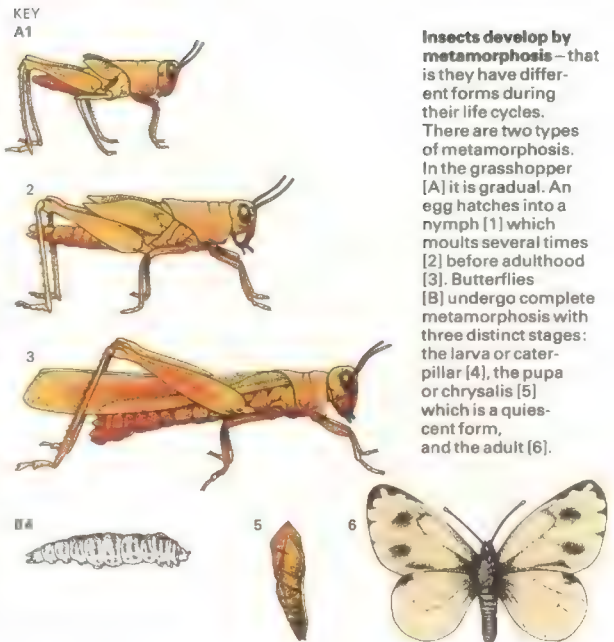 KEY
A1
2
3
5
6
Insects develop by
metamorphosis – that
is they have differ-
ent forms during
their life cycles.
There are two types
of metamorphosis.
In the grasshopper
[A] it is gradual. An
egg hatches into a
nymph [1] which
moults several times
[2] before adulthood
[3]. Butterflies
[B] undergo complete
metamorphosis with
three distinct stages:
the larva or cater-
pillar [4], the pupa
or chrysalis [5]
which is a quies-
cent form,
and the adult [6].